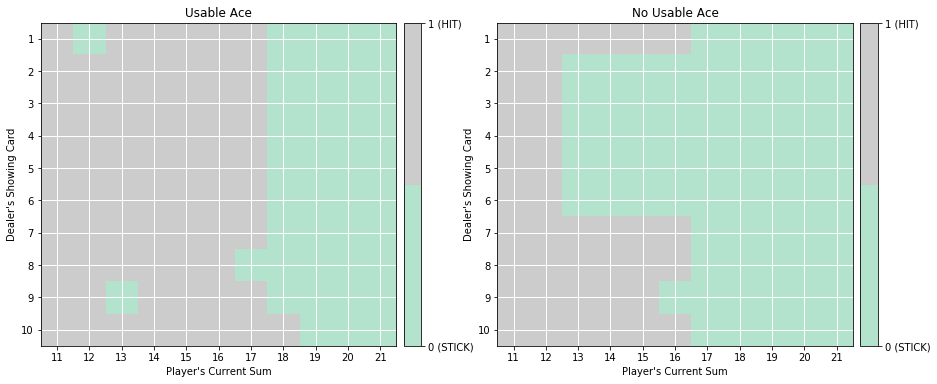 Usable Ace
1 (HIT)
1
2
3
4
5
6
7
8
9
10
Dealer's Showing Card
0 (STICK)
11 12 13 14 15 16 17 18 19 20 21
Player's Current Sum
No Usable Ace
1 (HIT)
1
2
3
4
5
6
7
8
9
10
Dealer's Showing Card
0 (STICK)
11 12 13 14 15 16 17 18 19 20 21
Player's Current Sum